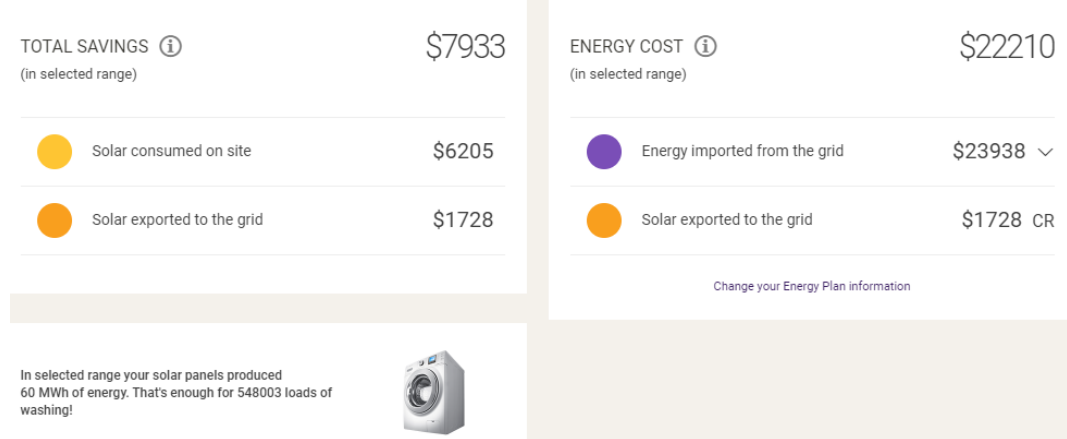 TOTAL SAVINGS
$7933
(in selected range)
Solar consumed on site
$6205
Solar exported to the grid
$1728
ENERGY COST
$22210
(in selected range)
Energy imported from the grid
$23938
Solar exported to the grid
$1728 CR
Change your Energy Plan information
In selected range your solar panels produced
60 MWh of energy. That's enough for 548003 loads of
washing!